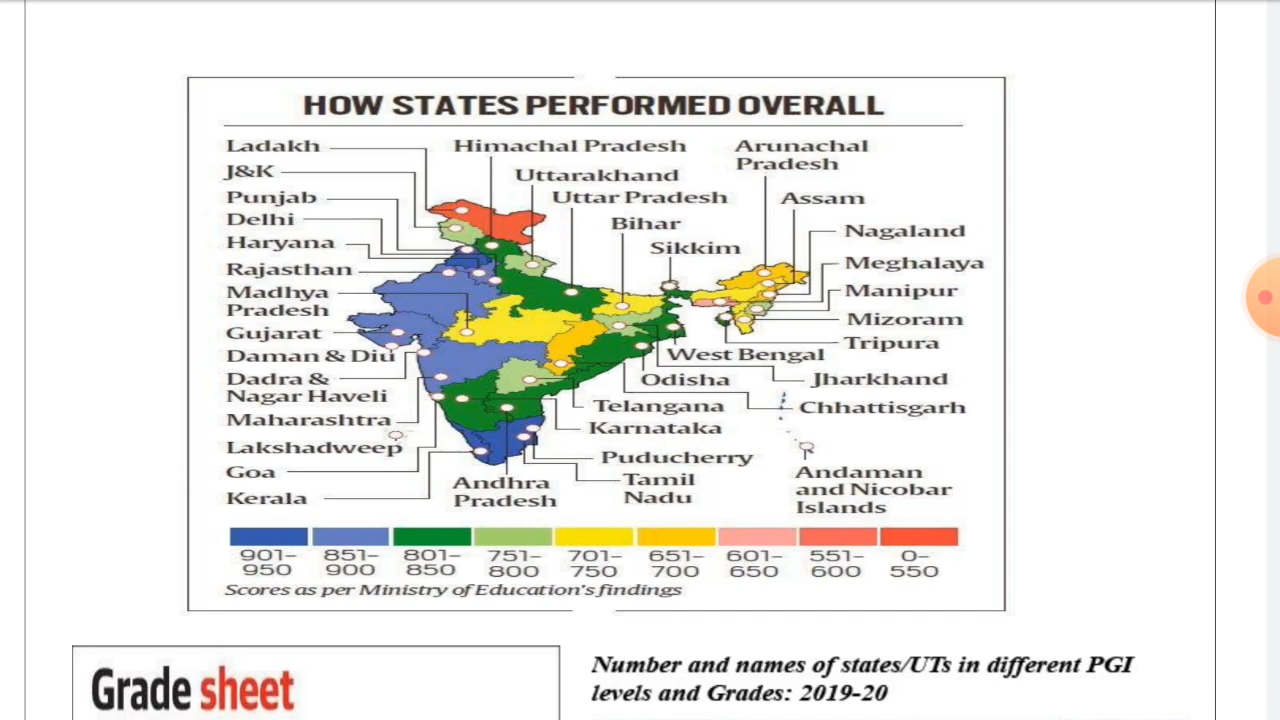 HOW STATES PERFORMED OVERALL
Ladakh
J&K
Punjab
Delhi
Haryana
Rajasthan
Madhya
Pradesh
Gujarat
Daman & Diu
Dadra &
Nagar Haveli
Maharashtra
Lakshadweep
Goa
Kerala
Himachal Pradesh
Uttarakhand
Uttar Pradesh
Bihar
Sikkim
Arunachal
Pradesh
Assam
Nagaland
Meghalaya
Manipur
Mizoram
Tripura
West Bengal
Jharkhand
Odisha
Chhattisgarh
Telangana
Karnataka
Puducherry
Tamil
Nadu
Andhra
Pradesh
Andaman
and Nicobar
Islands
901–
950
851–
900
801–
850
751–
800
701–
750
651–
700
601–
650
551–
600
0–
550
Scores as per Ministry of Education's findings
Grade sheet
Number and names of states/UTs in different PGI
levels and Grades: 2019-20